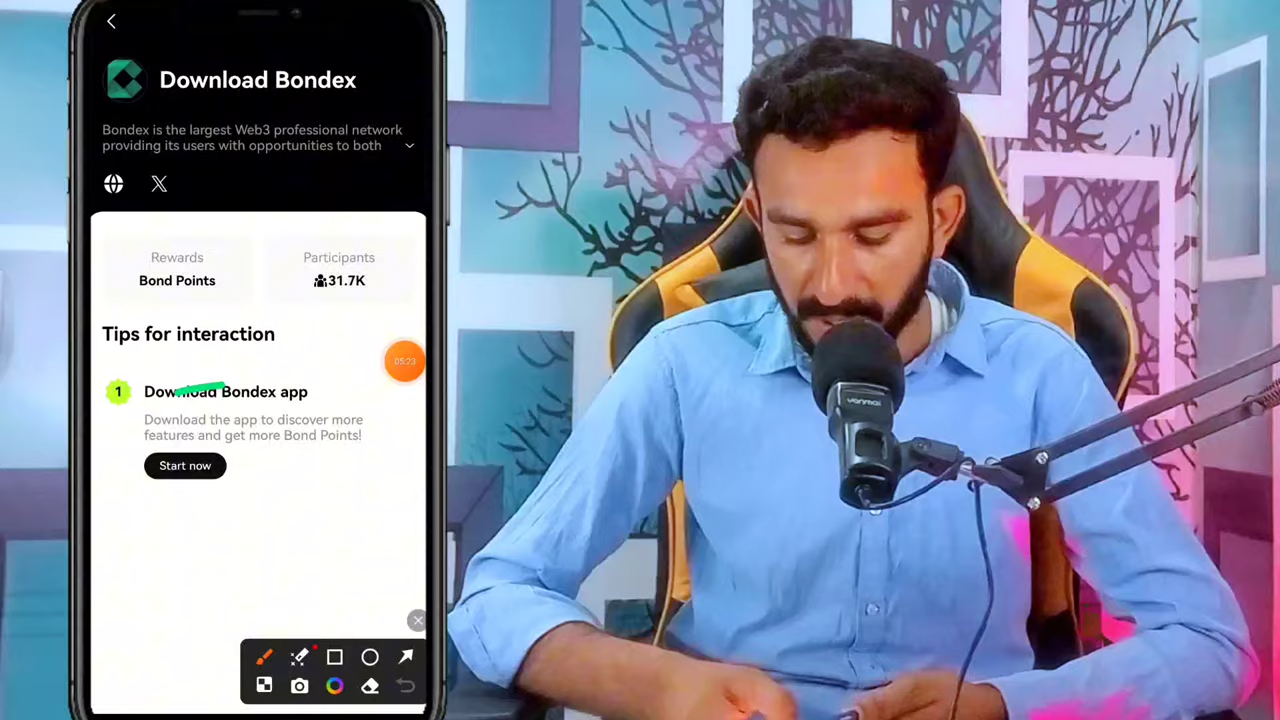 Download Bondex
Bondex is the largest Web3 professional network
providing its users with opportunities to both
Rewards
Participants
Bond Points
31.7K
Tips for interaction
05:23
1
Download Bondex app
Download the app to discover more
features and get more Bond Points!
Start now
vanmai